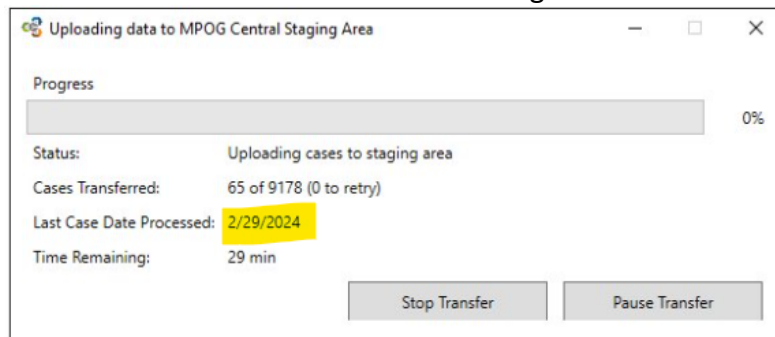 Uploading data to MPOG Central Staging Area
Progress
0%
Status: Uploading cases to staging area
Cases Transferred: 65 of 9178 (0 to retry)
Last Case Date Processed: 2/29/2024
Time Remaining: 29 min
Stop Transfer Pause Transfer